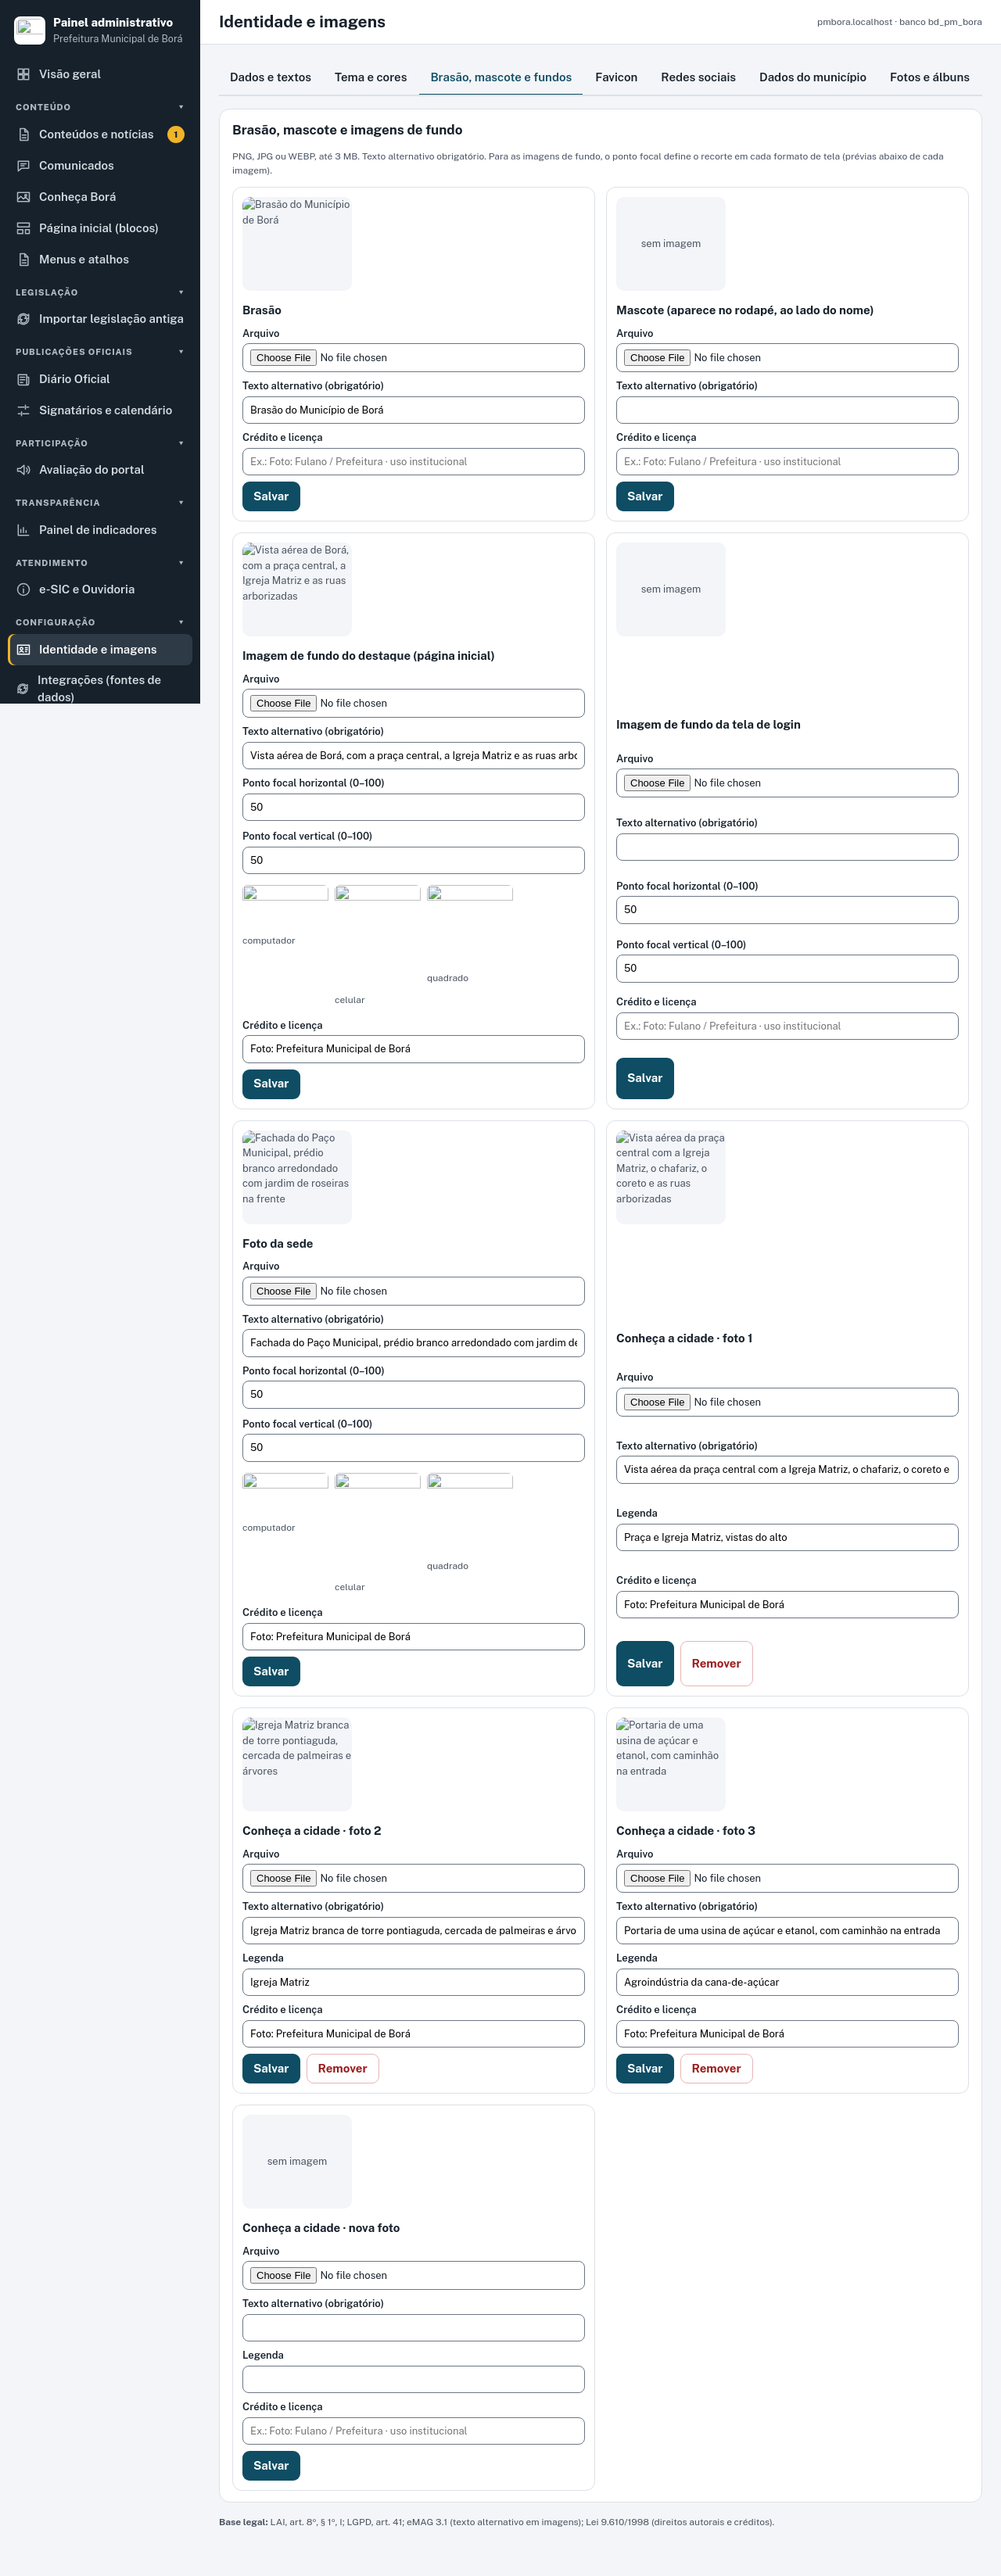 Painel administrativo
Prefeitura Municipal de Borá
Visão geral
CONTEÚDO
Conteúdos e notícias 1
Comunicados
Conheça Borá
Página inicial (blocos)
Menus e atalhos
LEGISLAÇÃO
Importar legislação antiga
PUBLICAÇÕES OFICIAIS
Diário Oficial
Signatários e calendário
PARTICIPAÇÃO
Avaliação do portal
TRANSPARÊNCIA
Painel de indicadores
ATENDIMENTO
e-SIC e Ouvidoria
CONFIGURAÇÃO
Identidade e imagens
Integrações (fontes de
dados)
Identidade e imagens
pmbora.localhost · banco bd_pm_bora
Dados e textos Tema e cores Brasão, mascote e fundos Favicon Redes sociais Dados do município Fotos e álbuns
Brasão, mascote e imagens de fundo
PNG, JPG ou WEBP, até 3 MB. Texto alternativo obrigatório. Para as imagens de fundo, o ponto focal define o recorte em cada formato de tela (prévias abaixo de cada
imagem).
Brasão do Município
de Borá
Brasão
Arquivo
Choose File No file chosen
Texto alternativo (obrigatório)
Brasão do Município de Borá
Crédito e licença
Ex.: Foto: Fulano / Prefeitura · uso institucional
Salvar
sem imagem
Mascote (aparece no rodapé, ao lado do nome)
Arquivo
Choose File No file chosen
Texto alternativo (obrigatório)
Crédito e licença
Ex.: Foto: Fulano / Prefeitura · uso institucional
Salvar
Vista aérea de Borá,
com a praça central, a
Igreja Matriz e as ruas
arborizadas
Imagem de fundo do destaque (página inicial)
Arquivo
Choose File No file chosen
Texto alternativo (obrigatório)
Vista aérea de Borá, com a praça central, a Igreja Matriz e as ruas arbo
Ponto focal horizontal (0–100)
50
Ponto focal vertical (0–100)
50
computador
quadrado
celular
Crédito e licença
Foto: Prefeitura Municipal de Borá
Salvar
sem imagem
Imagem de fundo da tela de login
Arquivo
Choose File No file chosen
Texto alternativo (obrigatório)
Ponto focal horizontal (0–100)
50
Ponto focal vertical (0–100)
50
Crédito e licença
Ex.: Foto: Fulano / Prefeitura · uso institucional
Salvar
Fachada do Paço
Municipal, prédio
branco arredondado
com jardim de roseiras
na frente
Foto da sede
Arquivo
Choose File No file chosen
Texto alternativo (obrigatório)
Fachada do Paço Municipal, prédio branco arredondado com jardim de
Ponto focal horizontal (0–100)
50
Ponto focal vertical (0–100)
50
computador
quadrado
celular
Crédito e licença
Foto: Prefeitura Municipal de Borá
Salvar
Vista aérea da praça
central com a Igreja
Matriz, o chafariz, o
coreto e as ruas
arborizadas
Conheça a cidade · foto 1
Arquivo
Choose File No file chosen
Texto alternativo (obrigatório)
Vista aérea da praça central com a Igreja Matriz, o chafariz, o coreto e
Legenda
Praça e Igreja Matriz, vistas do alto
Crédito e licença
Foto: Prefeitura Municipal de Borá
Salvar Remover
Igreja Matriz branca
de torre pontiaguda,
cercada de palmeiras e
árvores
Conheça a cidade · foto 2
Arquivo
Choose File No file chosen
Texto alternativo (obrigatório)
Igreja Matriz branca de torre pontiaguda, cercada de palmeiras e árvo
Legenda
Igreja Matriz
Crédito e licença
Foto: Prefeitura Municipal de Borá
Salvar Remover
Portaria de uma
usina de açúcar e
etanol, com caminhão
na entrada
Conheça a cidade · foto 3
Arquivo
Choose File No file chosen
Texto alternativo (obrigatório)
Portaria de uma usina de açúcar e etanol, com caminhão na entrada
Legenda
Agroindústria da cana-de-açúcar
Crédito e licença
Foto: Prefeitura Municipal de Borá
Salvar Remover
sem imagem
Conheça a cidade · nova foto
Arquivo
Choose File No file chosen
Texto alternativo (obrigatório)
Legenda
Crédito e licença
Ex.: Foto: Fulano / Prefeitura · uso institucional
Salvar
Base legal: LAI, art. 8º, § 1º, I; LGPD, art. 41; eMAG 3.1 (texto alternativo em imagens); Lei 9.610/1998 (direitos autorais e créditos).